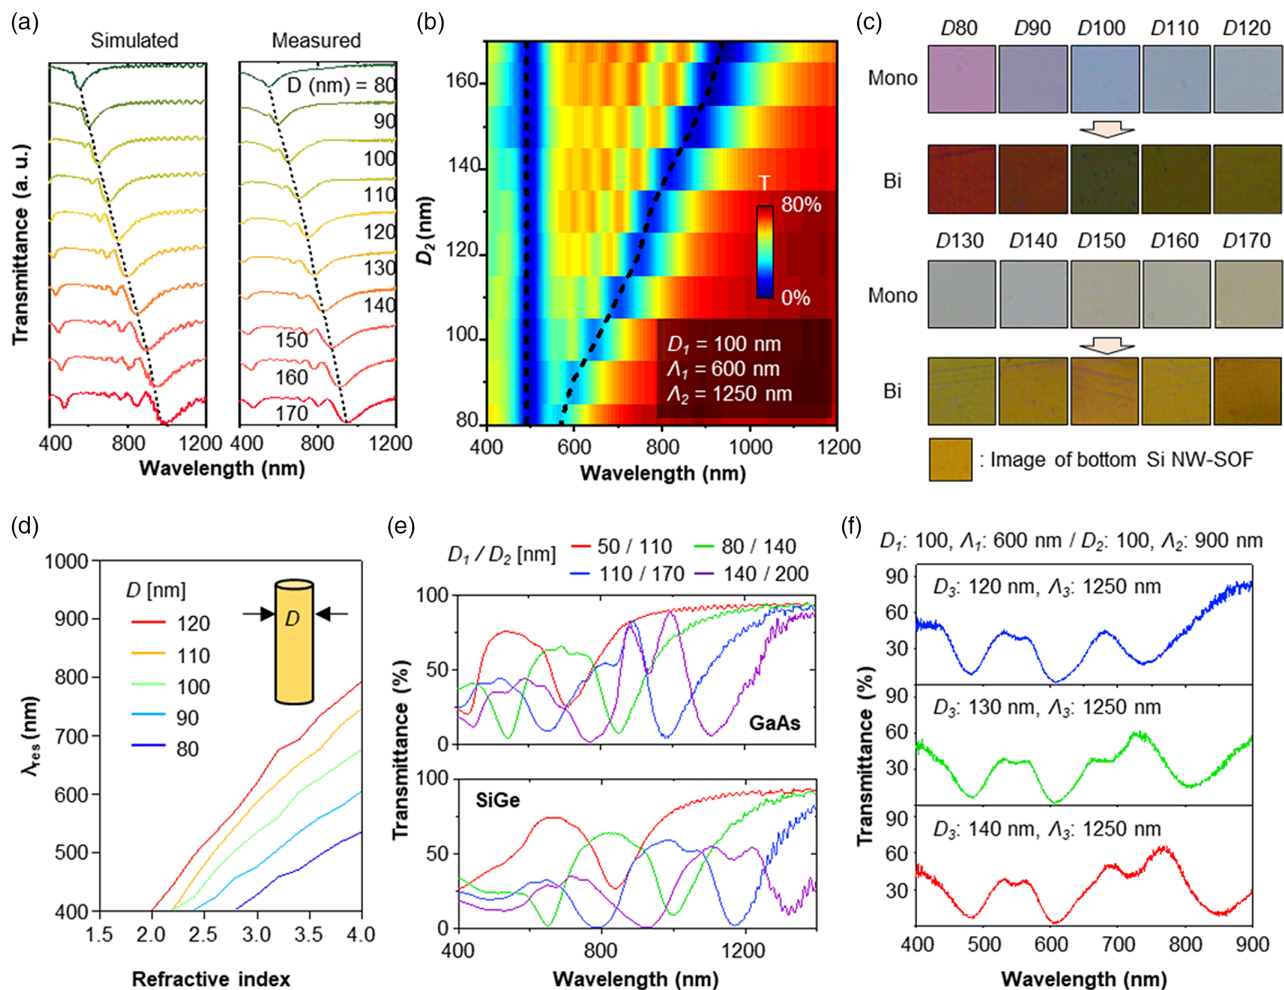 (a)
Simulated
Measured
D (nm) = 80
90
100
110
120
130
140
150
160
170
Transmittance (a. u.)
400 800 1200
400 800 1200
Wavelength (nm)
Wavelength (nm)
(b)
160
140
120
100
80
D₂ (nm)
T
80%
0%
D₁ = 100 nm
Λ₁ = 600 nm
Λ₂ = 1250 nm
400 600 800 1000 1200
Wavelength (nm)
(c)
D80 D90 D100 D110 D120
Mono
Bi
D130 D140 D150 D160 D170
Mono
Bi
: Image of bottom Si NW-SOF
(d)
1000
900
800
700
600
500
400
λres (nm)
D [nm]
120
110
100
90
80
D
1.5 2.0 2.5 3.0 3.5 4.0
Refractive index
(e)
D₁ / D₂ [nm]
50 / 110
80 / 140
110 / 170
140 / 200
100
50
0
GaAs
100
50
0
SiGe
Transmittance (%)
400 800 1200
Wavelength (nm)
(f)
D₁: 100, Λ₁: 600 nm / D₂: 100, Λ₂: 900 nm
90
60
30
D₃: 120 nm, Λ₃: 1250 nm
90
60
30
D₃: 130 nm, Λ₃: 1250 nm
90
60
30
D₃: 140 nm, Λ₃: 1250 nm
Transmittance (%)
400 500 600 700 800 900
Wavelength (nm)